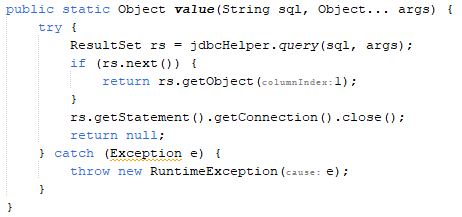 public static Object value(String sql, Object... args) {
try {
ResultSet rs = jdbcHelper.query(sql, args);
if (rs.next()) {
return rs.getObject(columnIndex:1);
}
rs.getStatement().getConnection().close();
return null;
} catch (Exception e) {
throw new RuntimeException(cause: e);
}
}